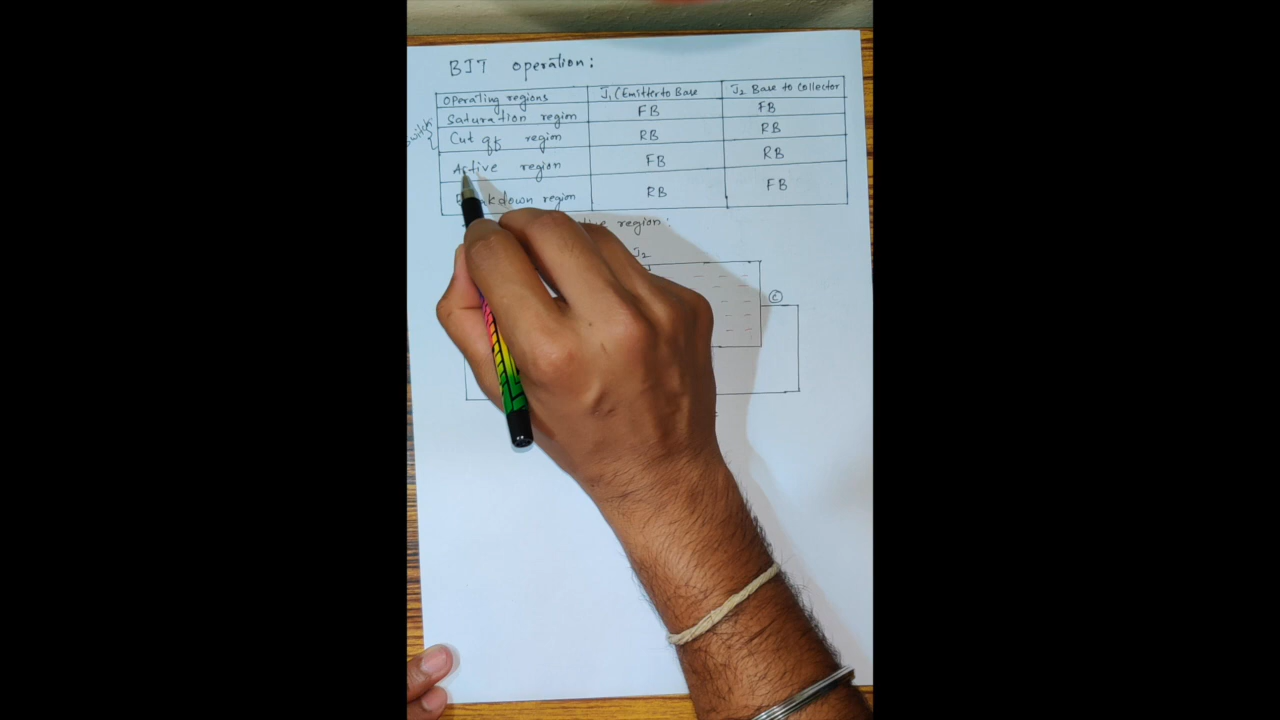 BJT operation:
Operating regions J1 (Emitter to Base J2 Base to Collector
Saturation region FB FB
Switch
Cut off region RB RB
Active region FB RB
region RB FB
region:
J2
C